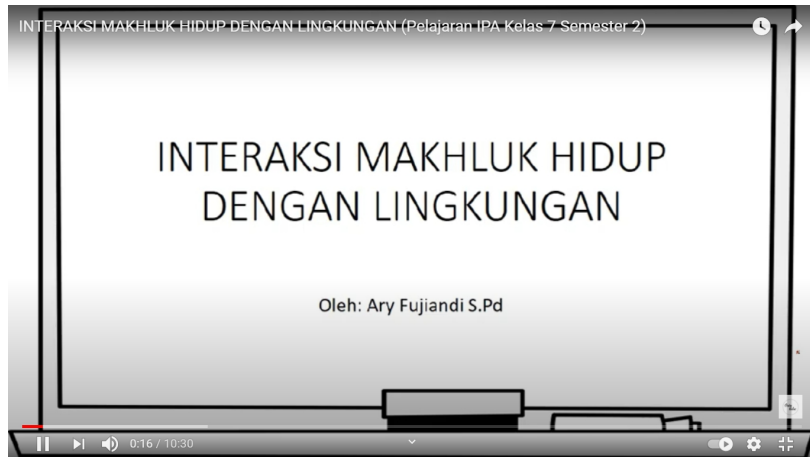 INTERAKSI MAKHLUK HIDUP DENGAN LINGKUNGAN (Pelajaran IPA Kelas 7 Semester 2)
INTERAKSI MAKHLUK HIDUP
DENGAN LINGKUNGAN
Oleh: Ary Fujiandi S.Pd
0:16 / 10:30